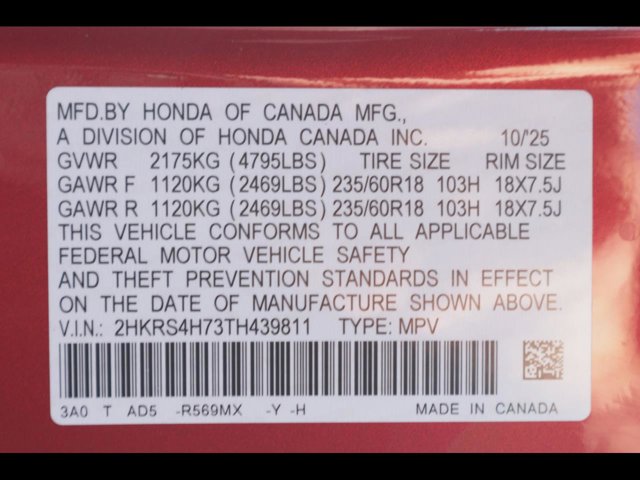 MFD.BY HONDA OF CANADA MFG.,
A DIVISION OF HONDA CANADA INC. 10/'25
GVWR 2175KG (4795LBS) TIRE SIZE RIM SIZE
GAWR F 1120KG (2469LBS) 235/60R18 103H 18X7.5J
GAWR R 1120KG (2469LBS) 235/60R18 103H 18X7.5J
THIS VEHICLE CONFORMS TO ALL APPLICABLE
FEDERAL MOTOR VEHICLE SAFETY
AND THEFT PREVENTION STANDARDS IN EFFECT
ON THE DATE OF MANUFACTURE SHOWN ABOVE.
V.I.N.: 2HKRS4H73TH439811 TYPE: MPV
3A0 T AD5 -R569MX -Y -H MADE IN CANADA